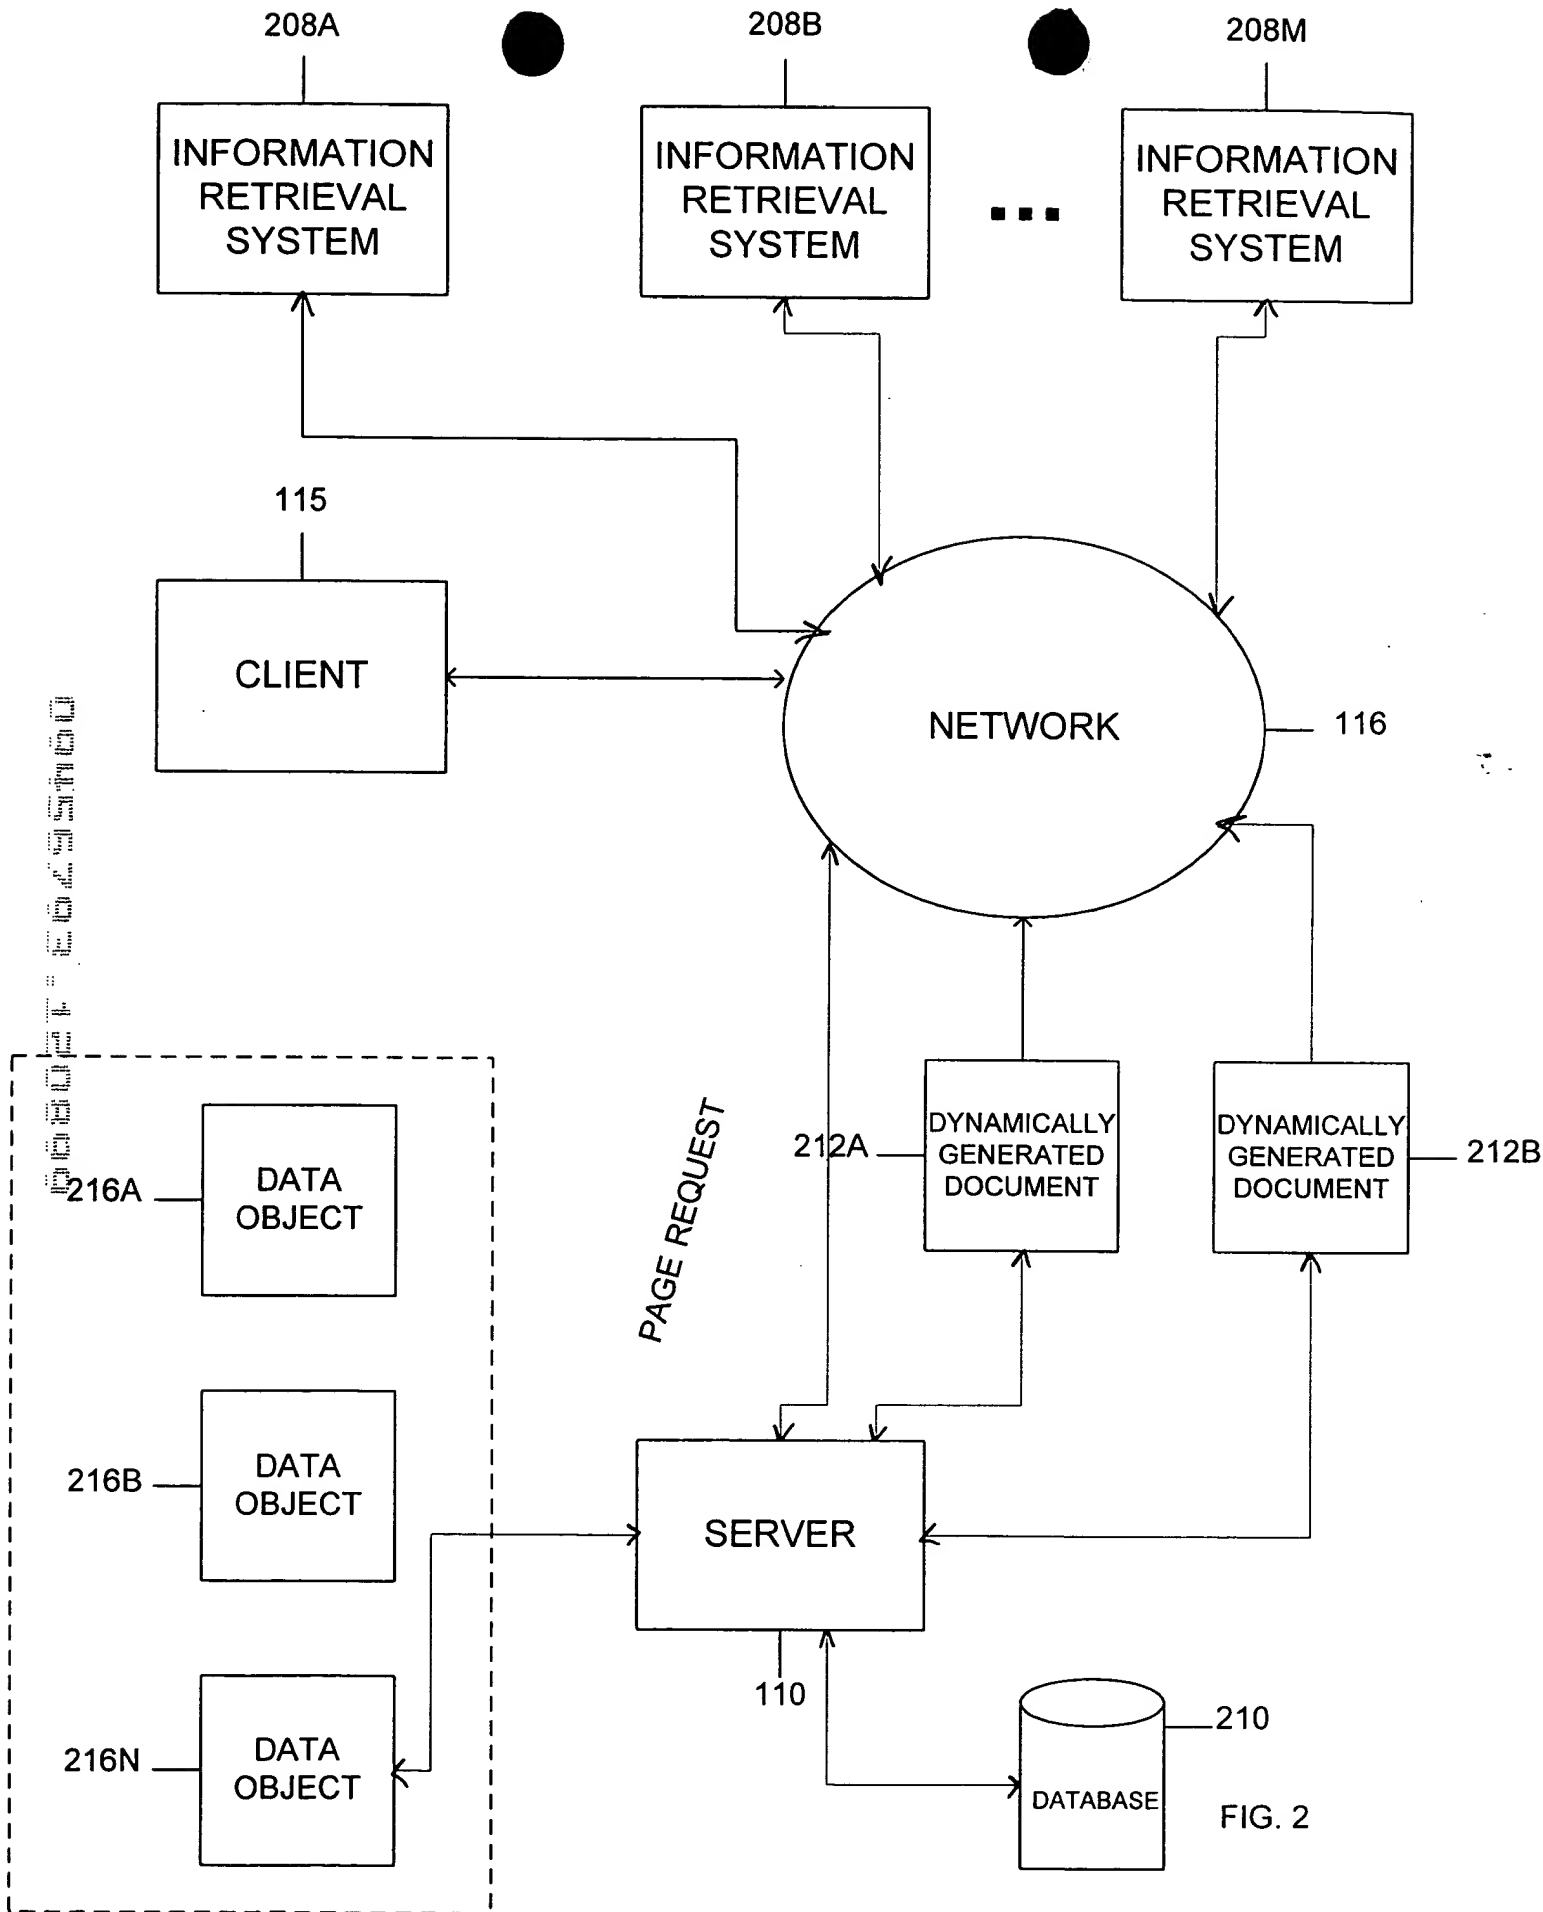 208A
208B
208M
INFORMATION
RETRIEVAL
SYSTEM
INFORMATION
RETRIEVAL
SYSTEM
INFORMATION
RETRIEVAL
SYSTEM
115
CLIENT
NETWORK
116
09456793.120899
PAGE REQUEST
212A
DYNAMICALLY
GENERATED
DOCUMENT
DYNAMICALLY
GENERATED
DOCUMENT
212B
216A
DATA
OBJECT
216B
DATA
OBJECT
SERVER
110
216N
DATA
OBJECT
210
DATABASE
FIG. 2